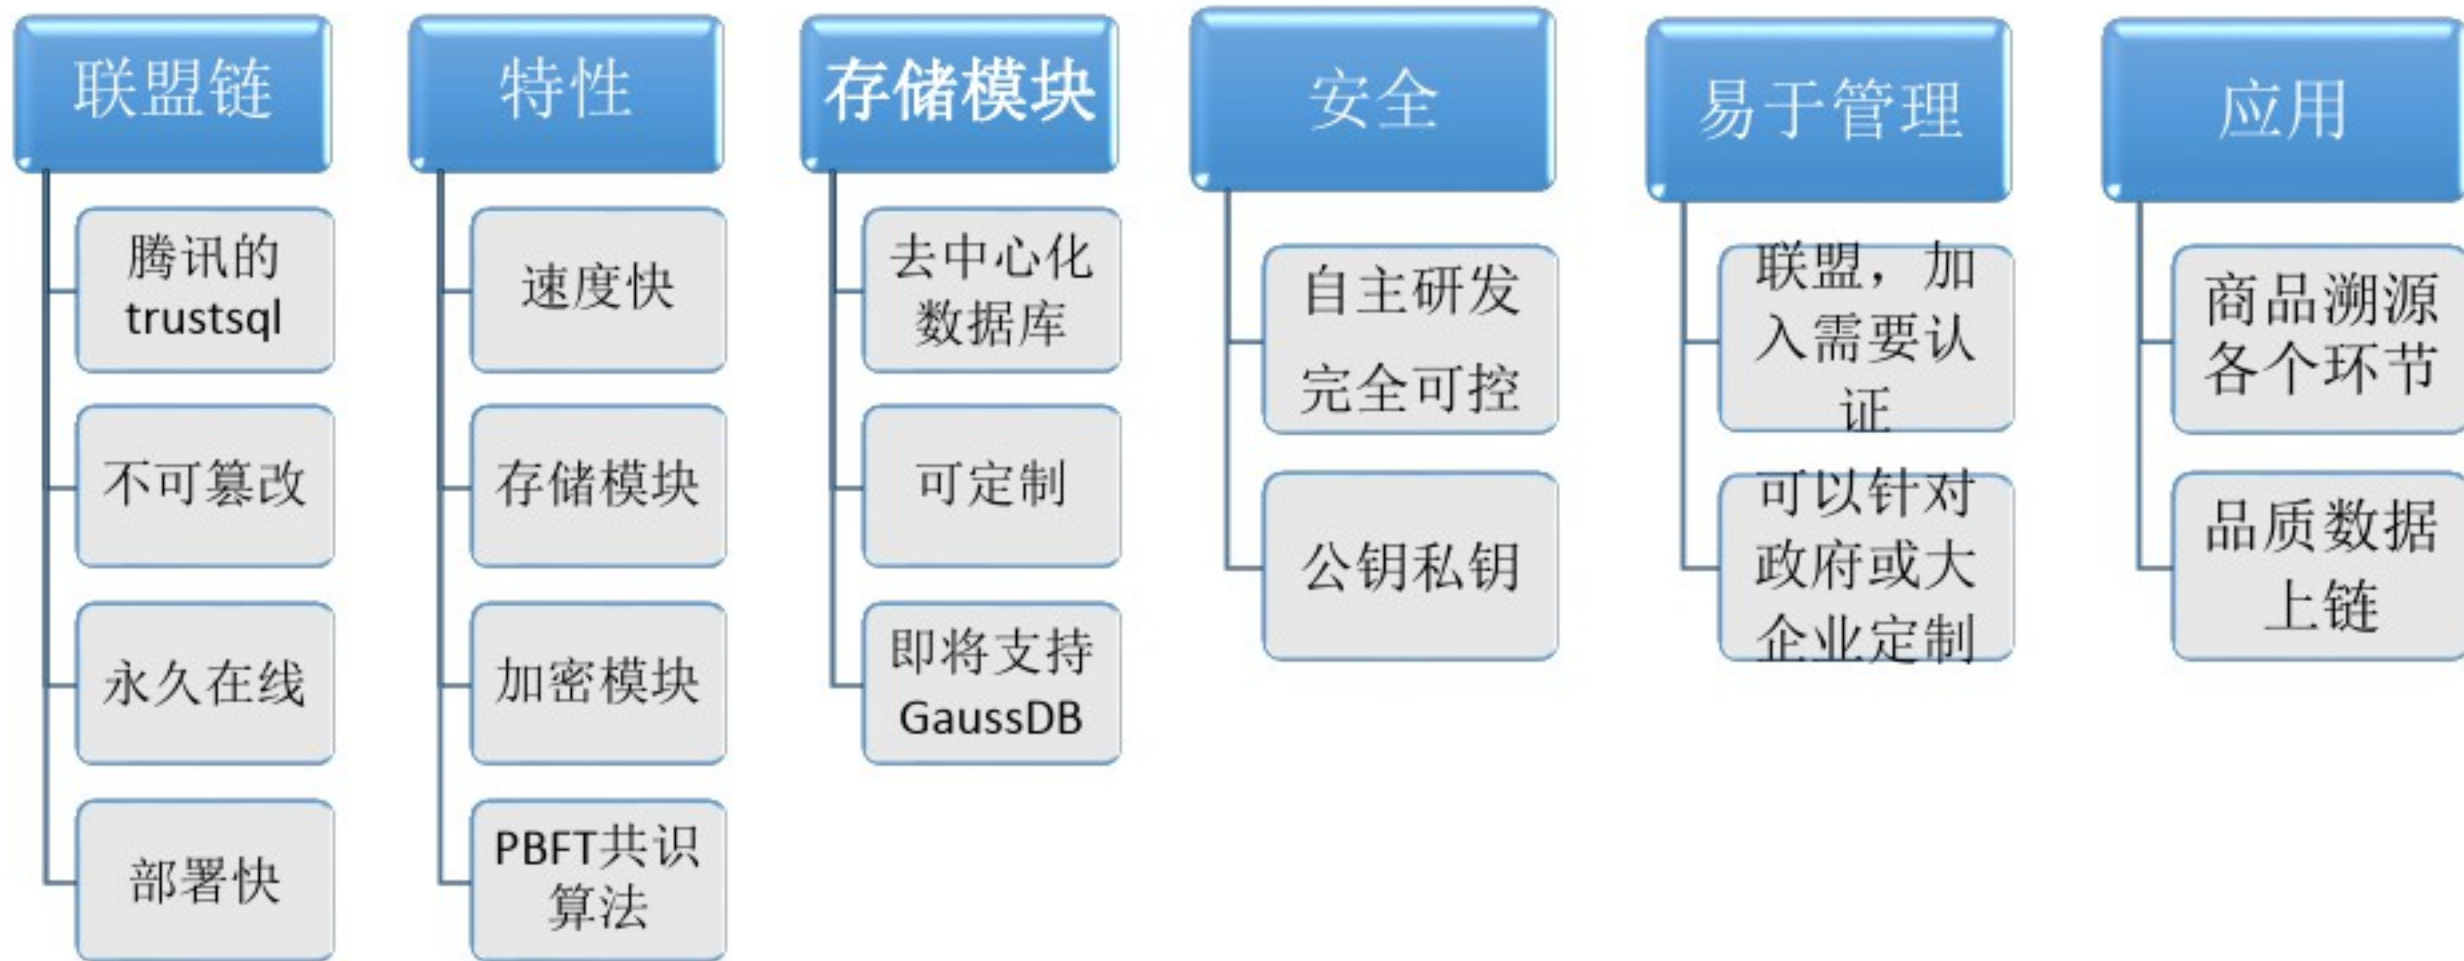 联盟链
腾讯的
trustsql
不可篡改
永久在线
部署快
特性
速度快
存储模块
加密模块
PBFT共识
算法
存储模块
去中心化
数据库
可定制
即将支持
GaussDB
安全
自主研发
完全可控
公钥私钥
易于管理
联盟，加
入需要认
证
可以针对
政府或大
企业定制
应用
商品溯源
各个环节
品质数据
上链